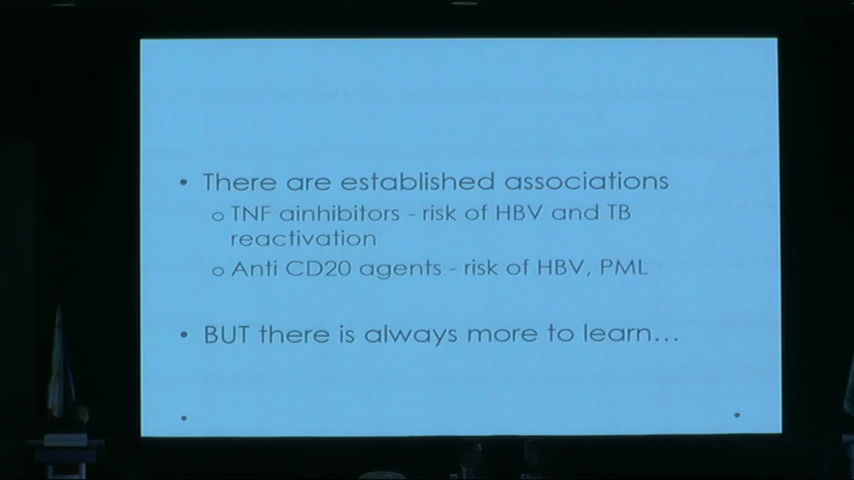 • There are established associations
o TNF ainhibitors - risk of HBV and TB
reactivation
o Anti CD20 agents - risk of HBV, PML
• BUT there is always more to learn...